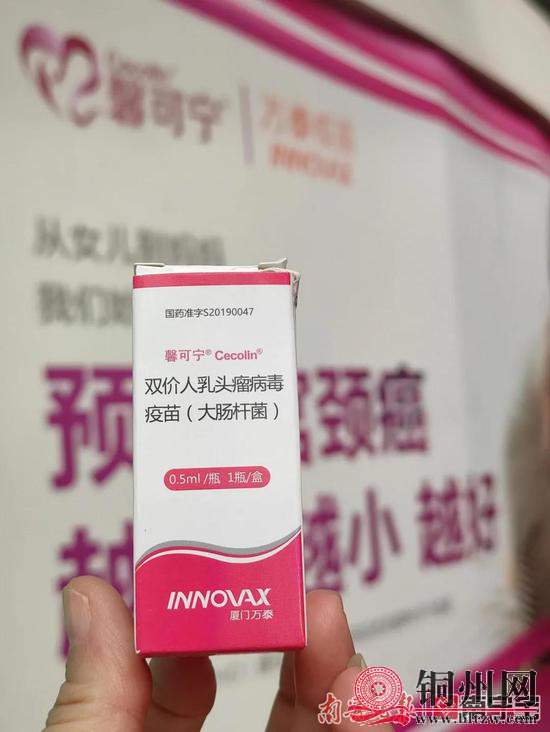 馨可宁
INNOVAX
从女儿
我们
预 宫颈癌
越 越小 越好
国药准字S20190047
馨可宁® Cecolin®
双价人乳头瘤病毒
疫苗（大肠杆菌）
0.5ml/瓶 1瓶/盒
INNOVAX
厦门万泰
铜州网